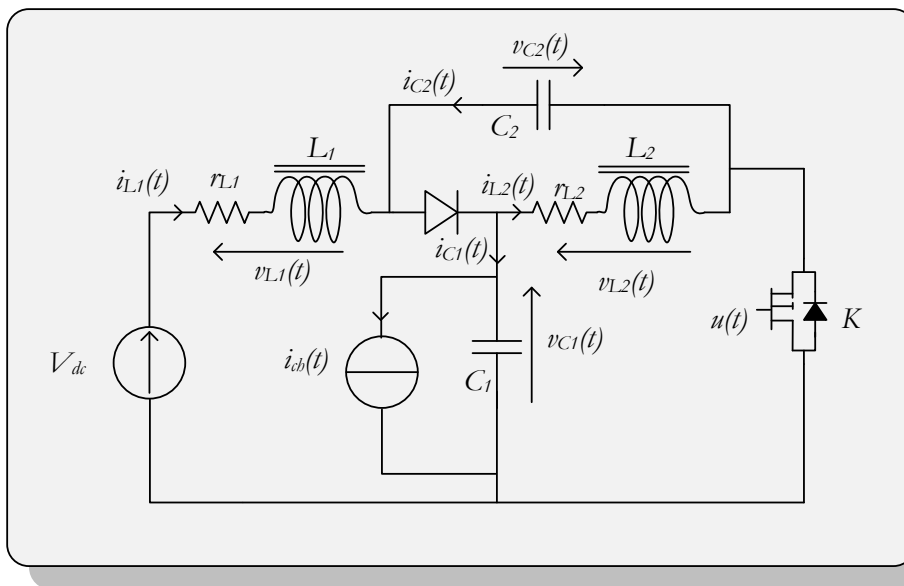 vC2(t)
iC2(t)
C2
L1
L2
iL1(t)
rL1
iL2(t)
rL2
iC1(t)
vL1(t)
vL2(t)
u(t)
K
Vdc
ich(t)
vC1(t)
C1